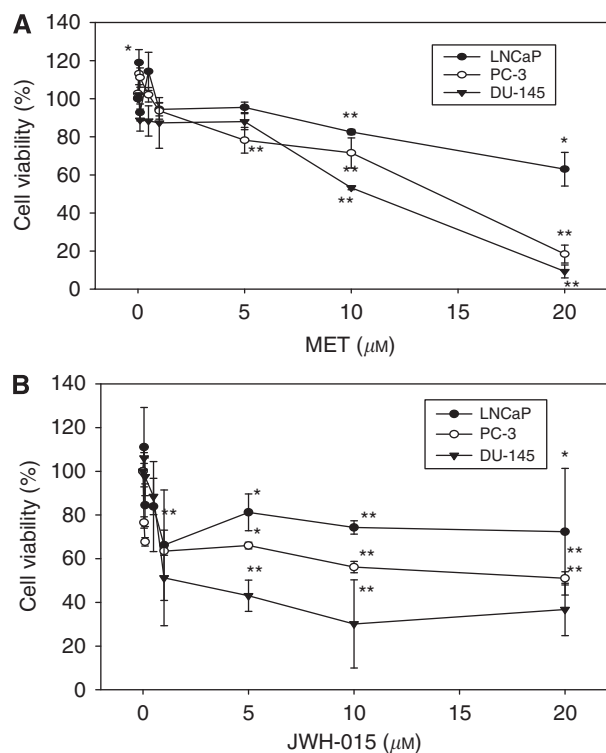 A
140
120
100
80
60
40
20
0
Cell viability (%)
*
LNCaP
PC-3
DU-145
**
**
**
**
*
**
**
0 5 10 15 20
MET (μM)
B
140
120
100
80
60
40
20
0
Cell viability (%)
LNCaP
PC-3
DU-145
**
*
*
**
**
**
**
*
**
**
0 5 10 15 20
JWH-015 (μM)